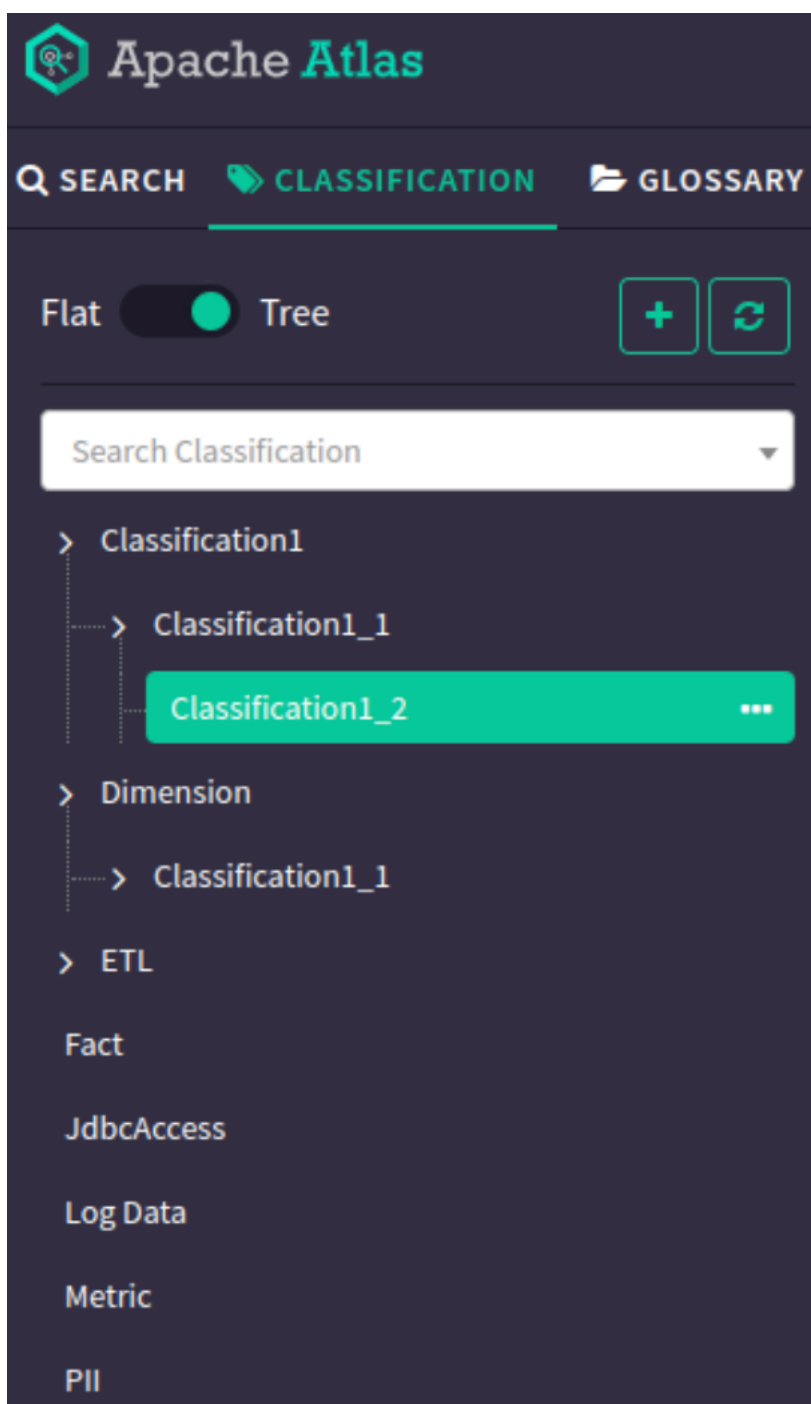 Apache Atlas
SEARCH CLASSIFICATION GLOSSARY
Flat Tree
Search Classification
Classification1
Classification1_1
Classification1_2
Dimension
Classification1_1
ETL
Fact
JdbcAccess
Log Data
Metric
PII